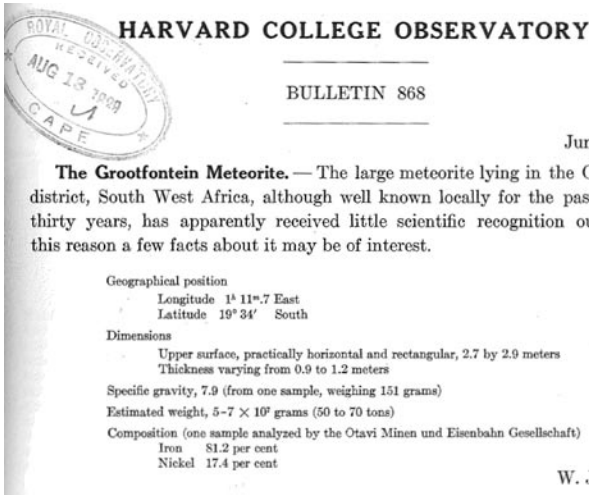 HARVARD COLLEGE OBSERVATORY
ROYAL OBSERVATORY
RECEIVED
AUG 13 1929
CAPE
BULLETIN 868
Jun
The Grootfontein Meteorite. — The large meteorite lying in the G
district, South West Africa, although well known locally for the pas
thirty years, has apparently received little scientific recognition ou
this reason a few facts about it may be of interest.
Geographical position
Longitude 1ʰ 11ᵐ.7 East
Latitude 19° 34′ South
Dimensions
Upper surface, practically horizontal and rectangular, 2.7 by 2.9 meters
Thickness varying from 0.9 to 1.2 meters
Specific gravity, 7.9 (from one sample, weighing 151 grams)
Estimated weight, 5–7 × 10⁷ grams (50 to 70 tons)
Composition (one sample analyzed by the Otavi Minen und Eisenbahn Gesellschaft)
Iron 81.2 per cent
Nickel 17.4 per cent
W.